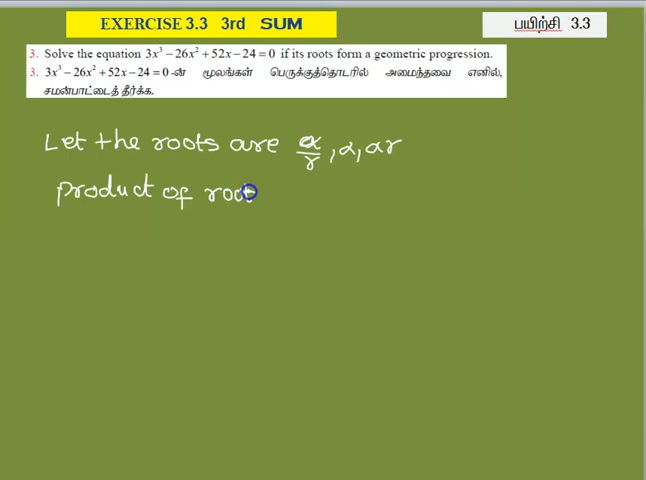 EXERCISE 3.3 3rd SUM
பயிற்சி 3.3
3. Solve the equation 3x³ − 26x² + 52x − 24 = 0 if its roots form a geometric progression.
3. 3x³ − 26x² + 52x − 24 = 0 -ன் மூலங்கள் பெருக்குத்தொடரில் அமைந்தவை எனில்,
சமன்பாட்டைத் தீர்க்க.
Let the roots are α/r, α, αr
product of root